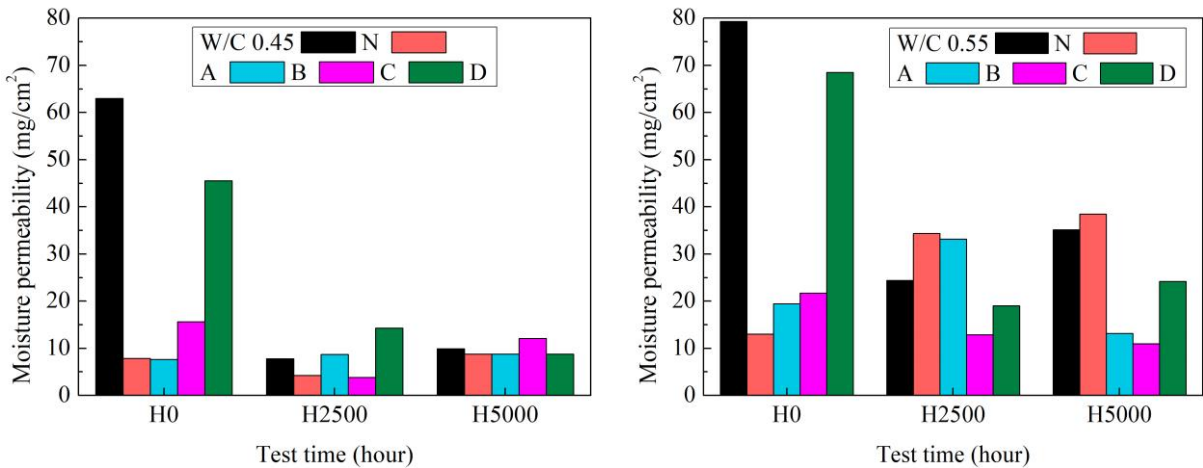 80
70
60
50
40
30
20
10
0
Moisture permeability (mg/cm²)
W/C 0.45 N
A B C D
H0 H2500 H5000
Test time (hour)
80
70
60
50
40
30
20
10
0
Moisture permeability (mg/cm²)
W/C 0.55 N
A B C D
H0 H2500 H5000
Test time (hour)